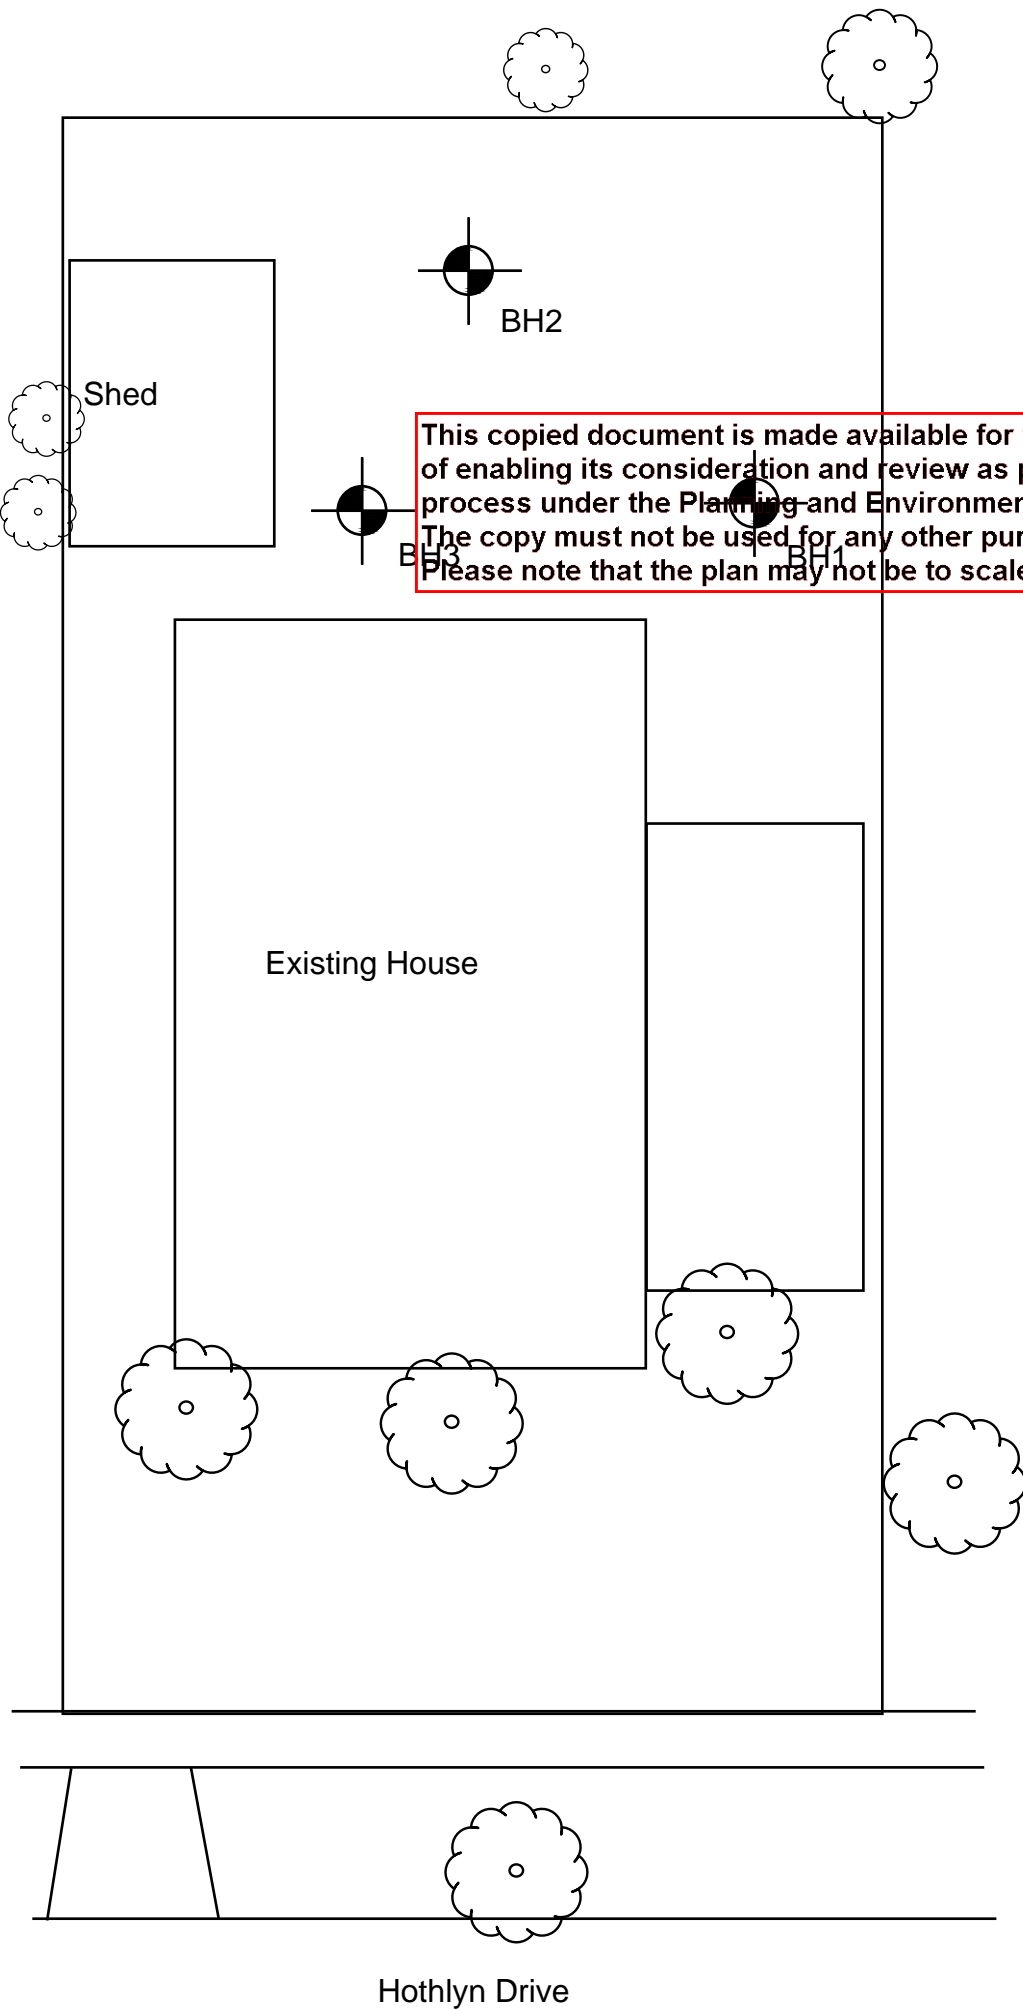 BH2
Shed
This copied document is made available for
of enabling its consideration and review as
process under the Planning and Environmen
The copy must not be used for any other pur
Please note that the plan may not be to scale
BH3
BH1
Existing House
Hothlyn Drive